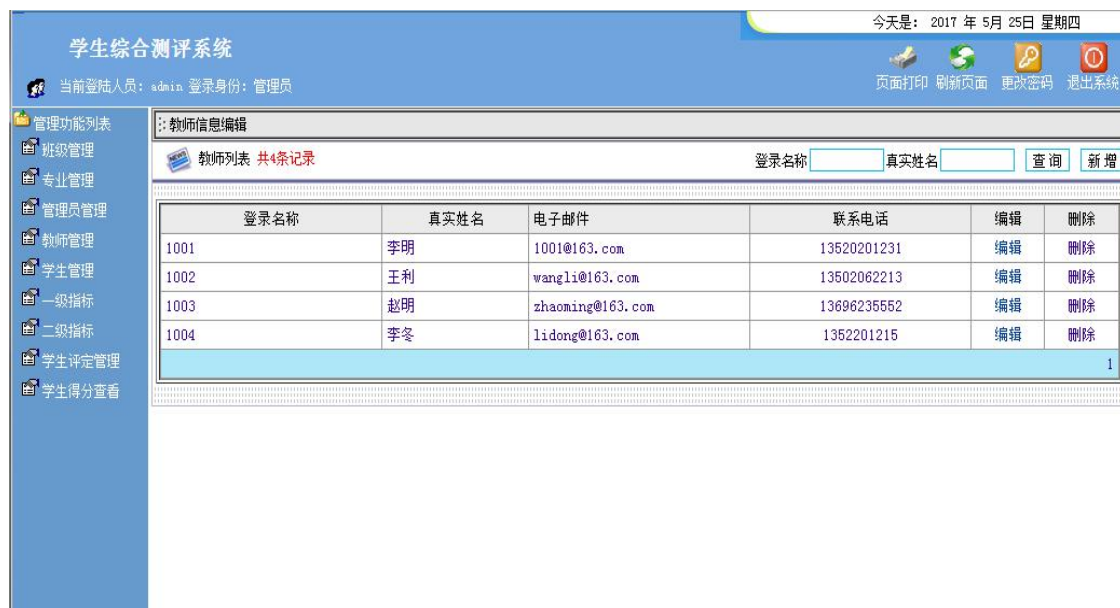 今天是: 2017 年 5月 25日 星期四
学生综合测评系统
页面打印 刷新页面 更改密码 退出系统
当前登陆人员: admin 登录身份: 管理员
管理功能列表
班级管理
专业管理
管理员管理
教师管理
学生管理
一级指标
二级指标
学生评定管理
学生得分查看
教师信息编辑
NEWS 教师列表 共4条记录 登录名称 真实姓名 查询 新增
登录名称 真实姓名 电子邮件 联系电话 编辑 删除
1001 李明 1001@163.com 13520201231 编辑 删除
1002 王利 wangli@163.com 13502062213 编辑 删除
1003 赵明 zhaoming@163.com 13696235552 编辑 删除
1004 李冬 lidong@163.com 1352201215 编辑 删除
1